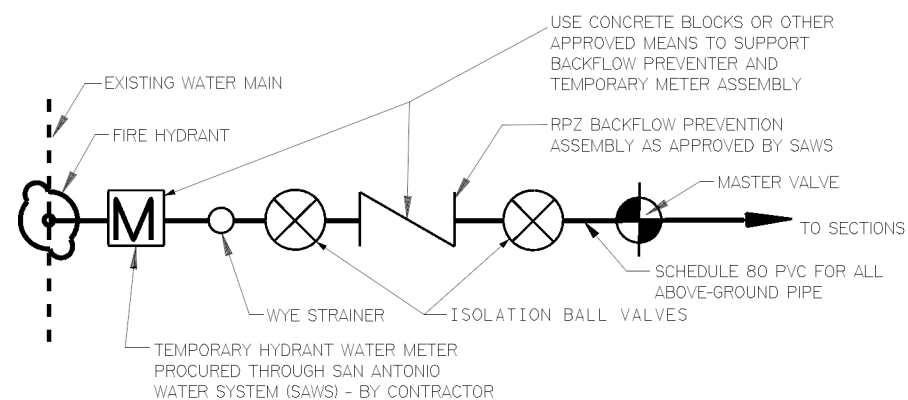 USE CONCRETE BLOCKS OR OTHER
APPROVED MEANS TO SUPPORT
BACKFLOW PREVENTER AND
TEMPORARY METER ASSEMBLY
EXISTING WATER MAIN
FIRE HYDRANT
RPZ BACKFLOW PREVENTION
ASSEMBLY AS APPROVED BY SAWS
MASTER VALVE
M
TO SECTIONS
SCHEDULE 80 PVC FOR ALL
ABOVE-GROUND PIPE
WYE STRAINER
ISOLATION BALL VALVES
TEMPORARY HYDRANT WATER METER
PROCURED THROUGH SAN ANTONIO
WATER SYSTEM (SAWS) - BY CONTRACTOR